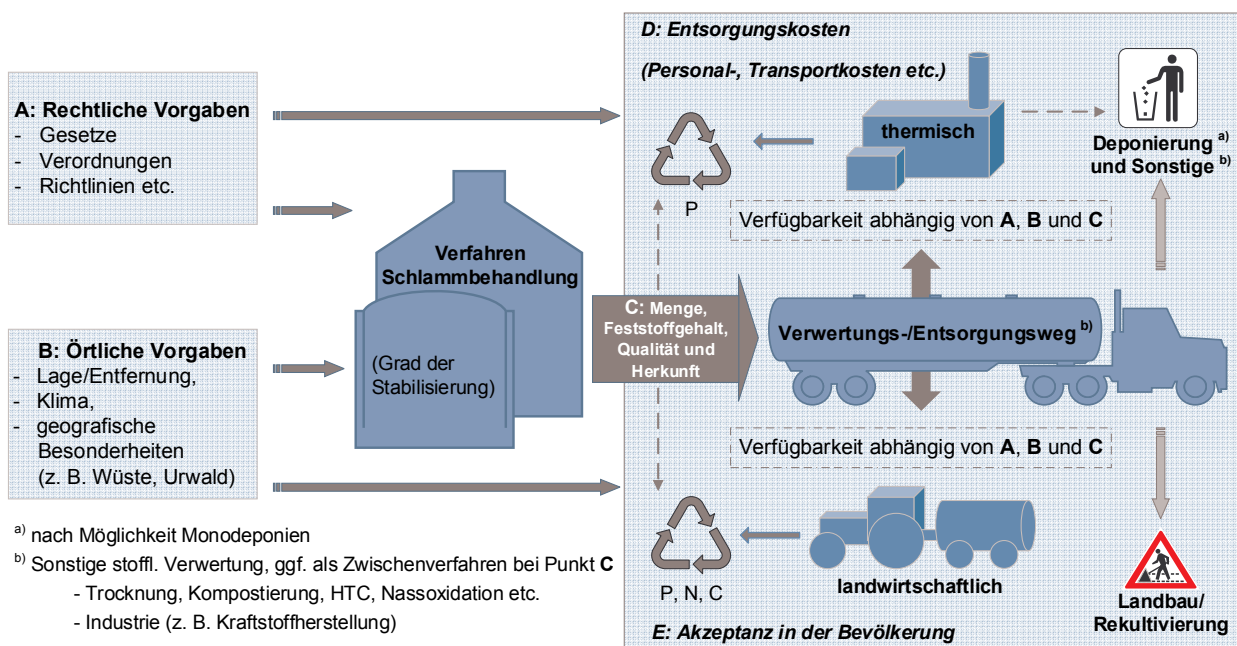 A: Rechtliche Vorgaben
- Gesetze
- Verordnungen
- Richtlinien etc.
B: Örtliche Vorgaben
- Lage/Entfernung,
- Klima,
- geografische
Besonderheiten
(z. B. Wüste, Urwald)
Verfahren
Schlammbehandlung
(Grad der
Stabilisierung)
C: Menge,
Feststoffgehalt,
Qualität und
Herkunft
D: Entsorgungskosten
(Personal-, Transportkosten etc.)
thermisch
P
Deponierung a)
und Sonstige b)
Verfügbarkeit abhängig von A, B und C
Verwertungs-/Entsorgungsweg b)
Verfügbarkeit abhängig von A, B und C
P, N, C
landwirtschaftlich
Landbau/
Rekultivierung
E: Akzeptanz in der Bevölkerung
a) nach Möglichkeit Monodeponien
b) Sonstige stoffl. Verwertung, ggf. als Zwischenverfahren bei Punkt C
- Trocknung, Kompostierung, HTC, Nassoxidation etc.
- Industrie (z. B. Kraftstoffherstellung)